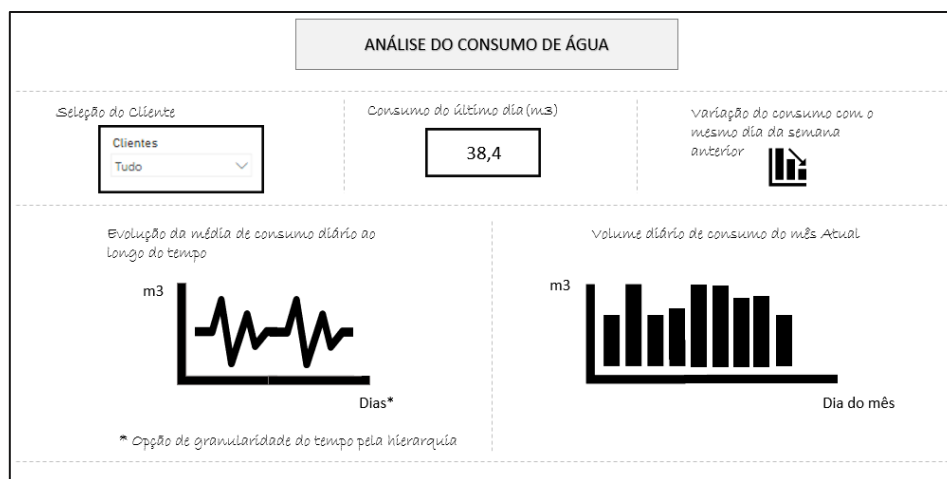 ANÁLISE DO CONSUMO DE ÁGUA
Seleção do Cliente
Clientes
Tudo
Consumo do último dia (m3)
38,4
Variação do consumo com o
mesmo dia da semana
anterior
Evolução da média de consumo diário ao
longo do tempo
m3
Dias*
* Opção de granularidade do tempo pela hierarquia
Volume diário de consumo do mês Atual
m3
Dia do mês